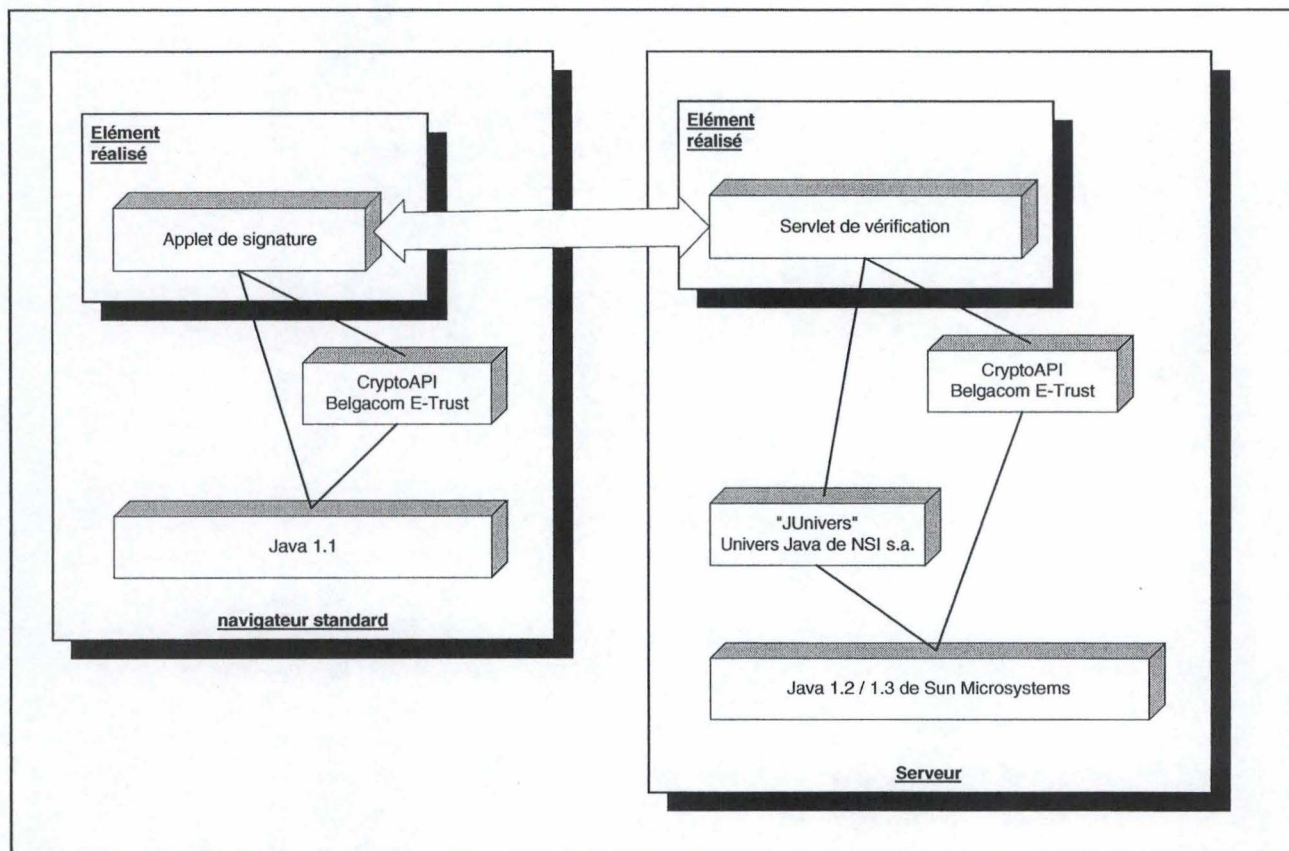 Elément
réalisé
Applet de signature
CryptoAPI
Belgacom E-Trust
Java 1.1
navigateur standard
Elément
réalisé
Servlet de vérification
CryptoAPI
Belgacom E-Trust
"JUnivers"
Univers Java de NSI s.a.
Java 1.2 / 1.3 de Sun Microsystems
Serveur